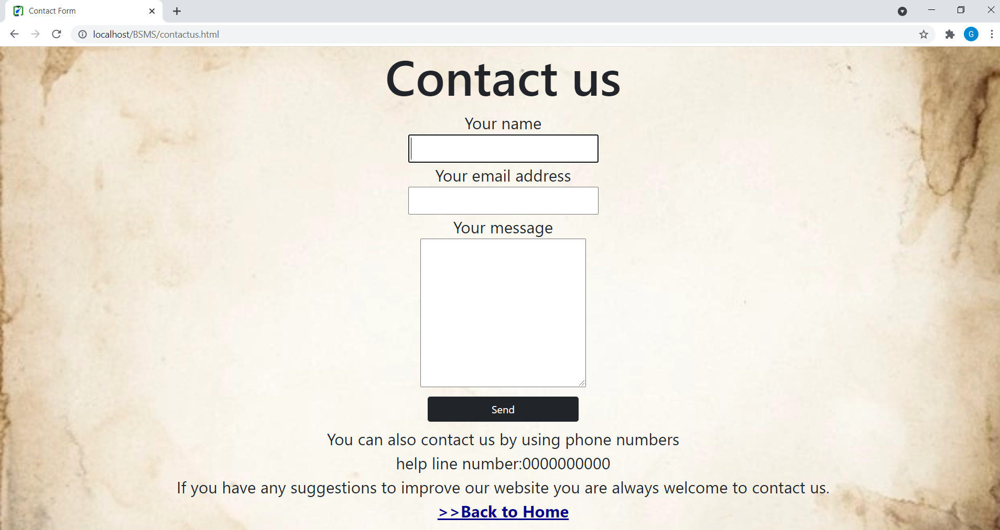 Contact Form
localhost/BSMS/contactus.html
G
Contact us
Your name
Your email address
Your message
Send
You can also contact us by using phone numbers
help line number:0000000000
If you have any suggestions to improve our website you are always welcome to contact us.
>>Back to Home